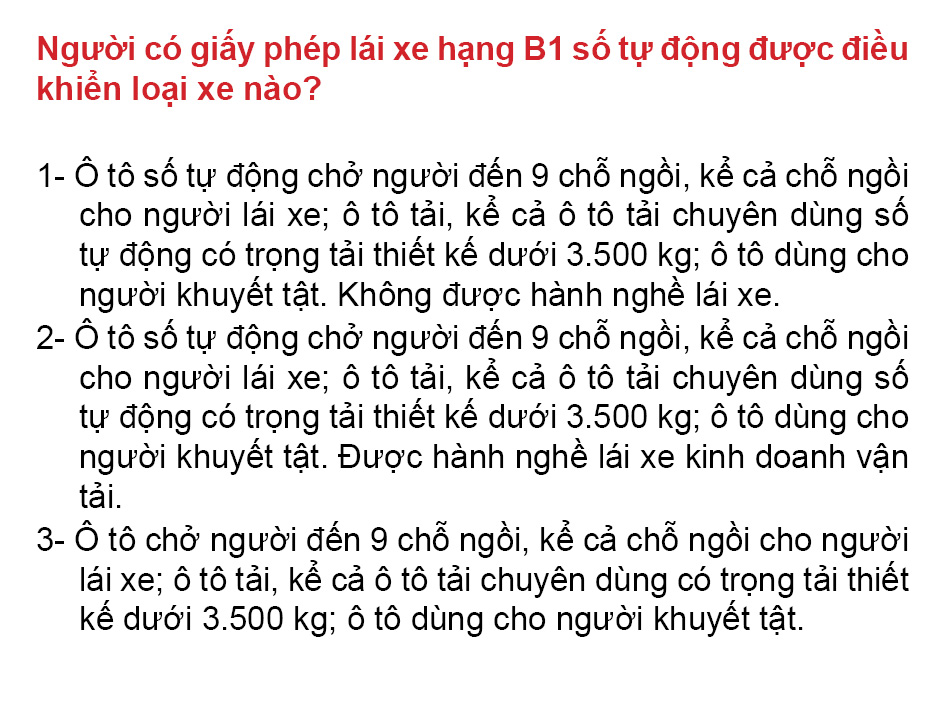 Người có giấy phép lái xe hạng B1 số tự động được điều
khiển loại xe nào?
1- Ô tô số tự động chở người đến 9 chỗ ngồi, kể cả chỗ ngồi
cho người lái xe; ô tô tải, kể cả ô tô tải chuyên dùng số
tự động có trọng tải thiết kế dưới 3.500 kg; ô tô dùng cho
người khuyết tật. Không được hành nghề lái xe.
2- Ô tô số tự động chở người đến 9 chỗ ngồi, kể cả chỗ ngồi
cho người lái xe; ô tô tải, kể cả ô tô tải chuyên dùng số
tự động có trọng tải thiết kế dưới 3.500 kg; ô tô dùng cho
người khuyết tật. Được hành nghề lái xe kinh doanh vận
tải.
3- Ô tô chở người đến 9 chỗ ngồi, kể cả chỗ ngồi cho người
lái xe; ô tô tải, kể cả ô tô tải chuyên dùng có trọng tải thiết
kế dưới 3.500 kg; ô tô dùng cho người khuyết tật.